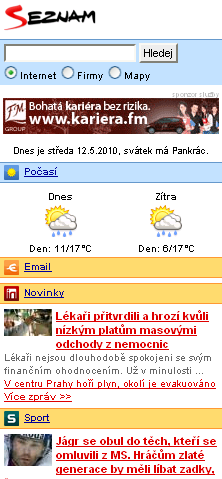 SEZNAM
Hledej
Internet Firmy Mapy
sponzor služby
FM GROUP
Bohatá kariéra bez rizika.
www.kariera.fm
Dnes je středa 12.5.2010, svátek má Pankrác.
Počasí
Dnes Zítra
Den: 11/17°C Den: 6/17°C
Email
Novinky
Lékaři přitvrdili a hrozí kvůli
nízkým platům masovými
odchody z nemocnic
Lékaři nejsou dlouhodobě spokojeni se svým
finančním ohodnocením. Už v minulosti ...
V centru Prahy hoří plyn, okolí je evakuováno
Více zpráv >>
Sport
Jágr se obul do těch, kteří se
omluvili z MS. Hráčům zlaté
generace by měli líbat zadky,